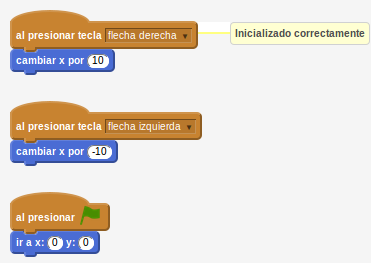 al presionar tecla flecha derecha
Inicializado correctamente
cambiar x por 10
al presionar tecla flecha izquierda
cambiar x por -10
al presionar
ir a x: 0 y: 0